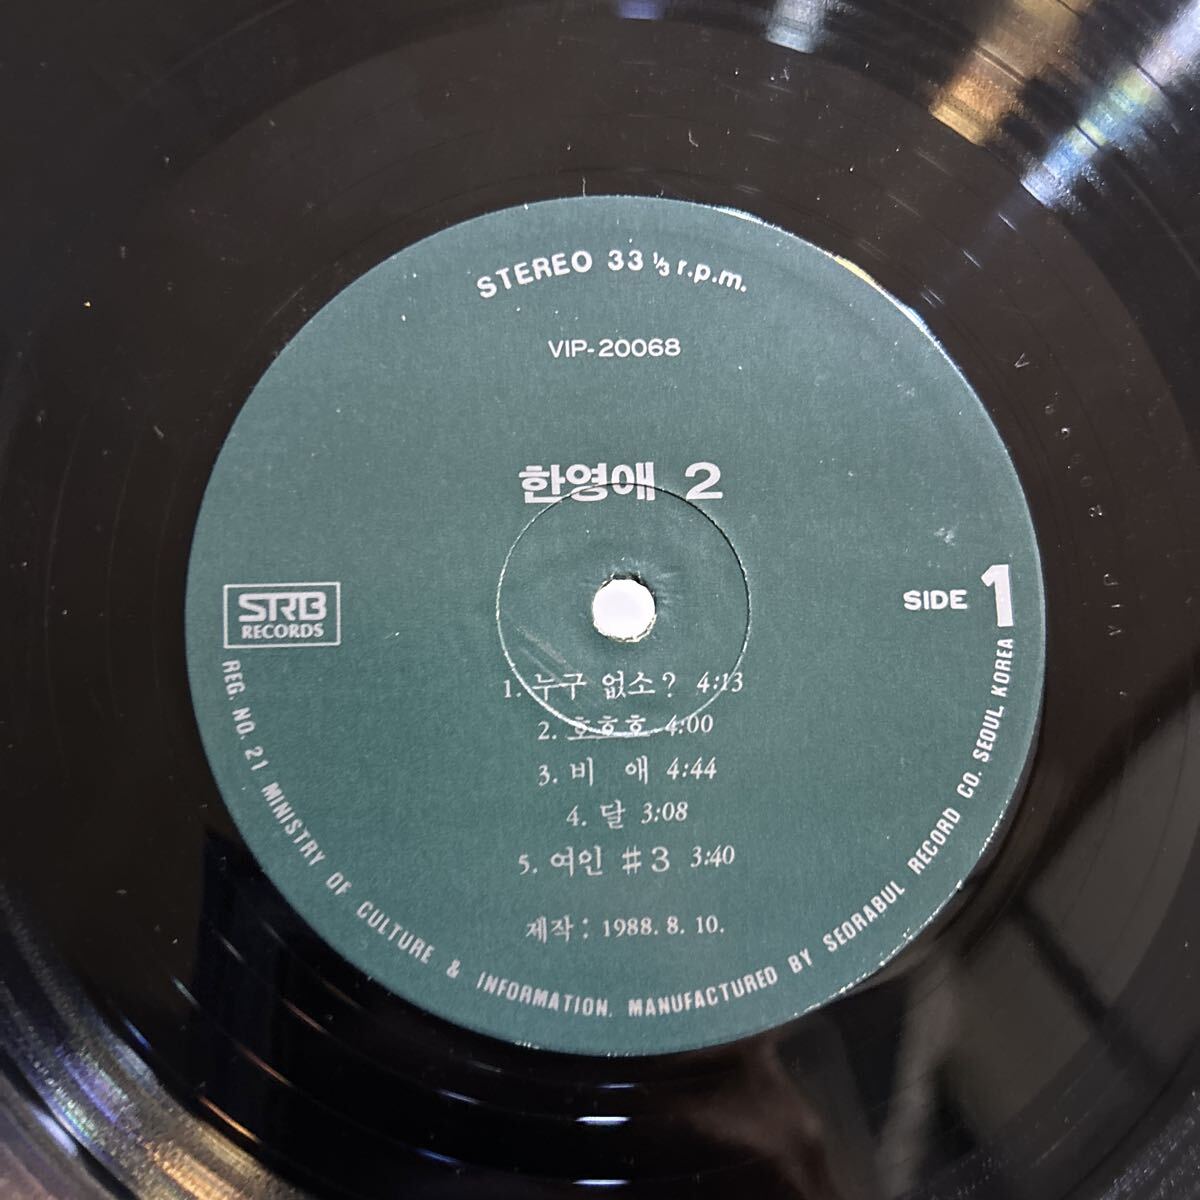 STEREO 33 ⅓ r.p.m.
VIP-20068
한영애 2
STRB
RECORDS
SIDE 1
1. 누구 없소? 4:13
2. 호호호 4:00
3. 비 애 4:44
4. 달 3:08
5. 여인 #3 3:40
제작: 1988. 8. 10.
REG. NO. 21 MINISTRY OF CULTURE & INFORMATION. MANUFACTURED BY SEORABUL RECORD CO. SEOUL KOREA